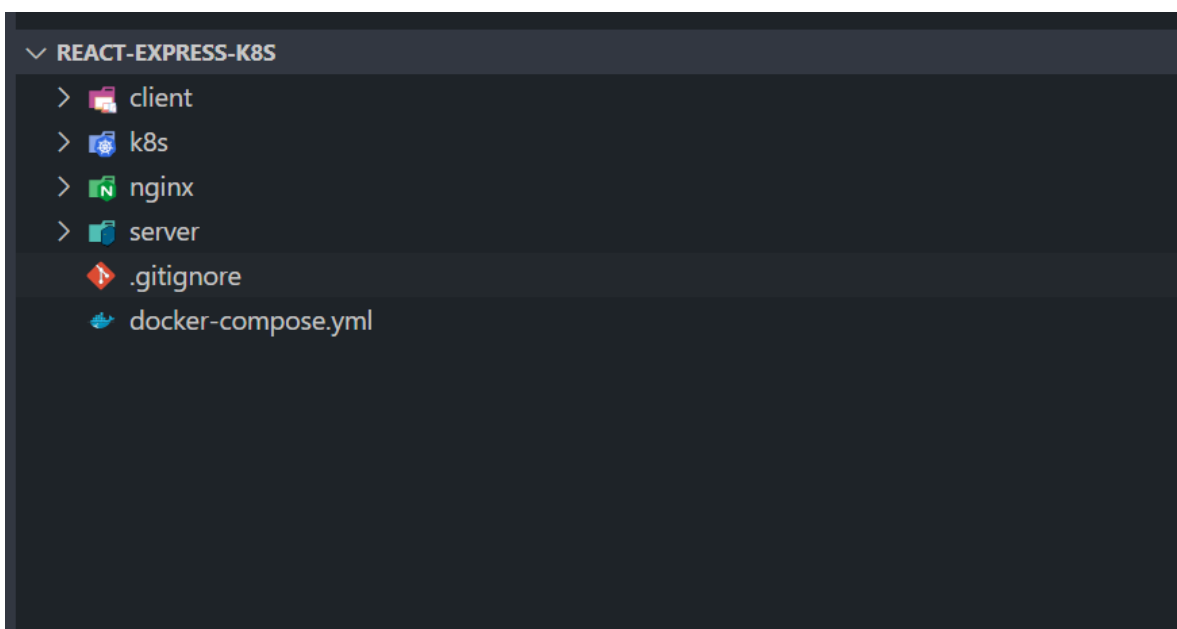 REACT-EXPRESS-K8S
client
k8s
nginx
server
.gitignore
docker-compose.yml